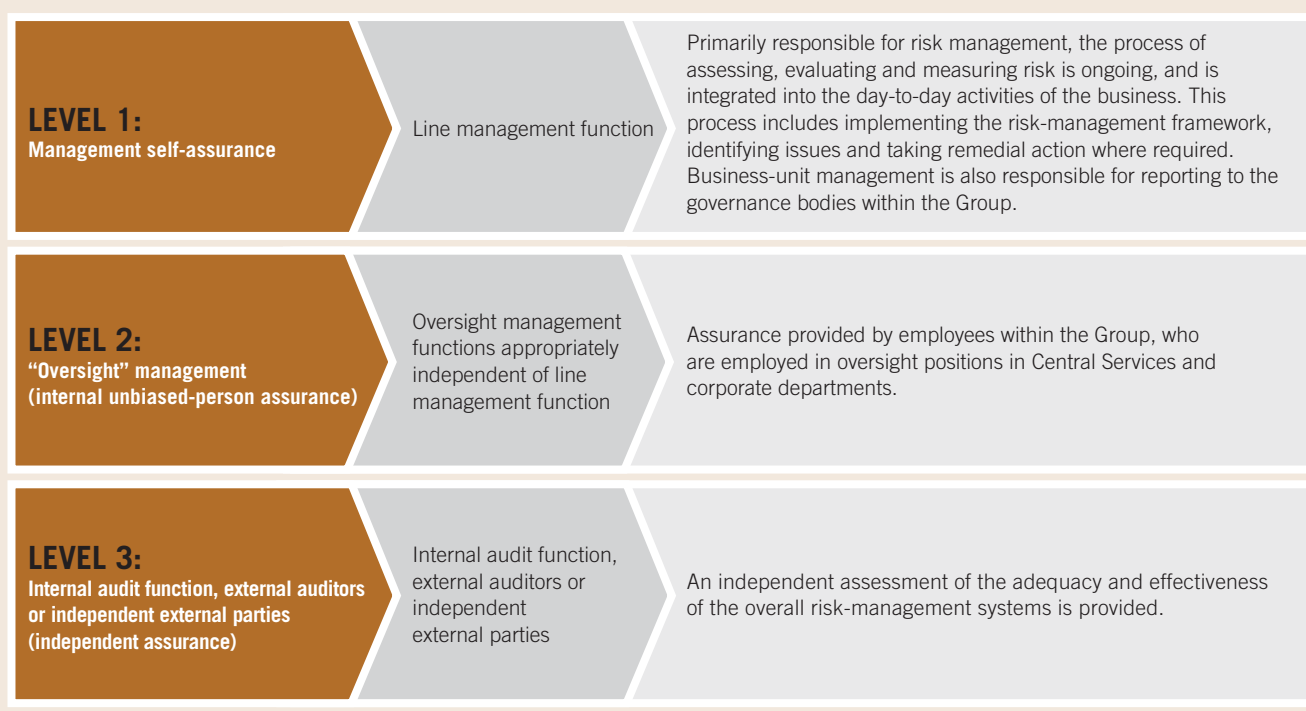 LEVEL 1:
Management self-assurance
Line management function
Primarily responsible for risk management, the process of
assessing, evaluating and measuring risk is ongoing, and is
integrated into the day-to-day activities of the business. This
process includes implementing the risk-management framework,
identifying issues and taking remedial action where required.
Business-unit management is also responsible for reporting to the
governance bodies within the Group.
LEVEL 2:
“Oversight” management
(internal unbiased-person assurance)
Oversight management
functions appropriately
independent of line
management function
Assurance provided by employees within the Group, who
are employed in oversight positions in Central Services and
corporate departments.
LEVEL 3:
Internal audit function, external auditors
or independent external parties
(independent assurance)
Internal audit function,
external auditors or
independent
external parties
An independent assessment of the adequacy and effectiveness
of the overall risk-management systems is provided.